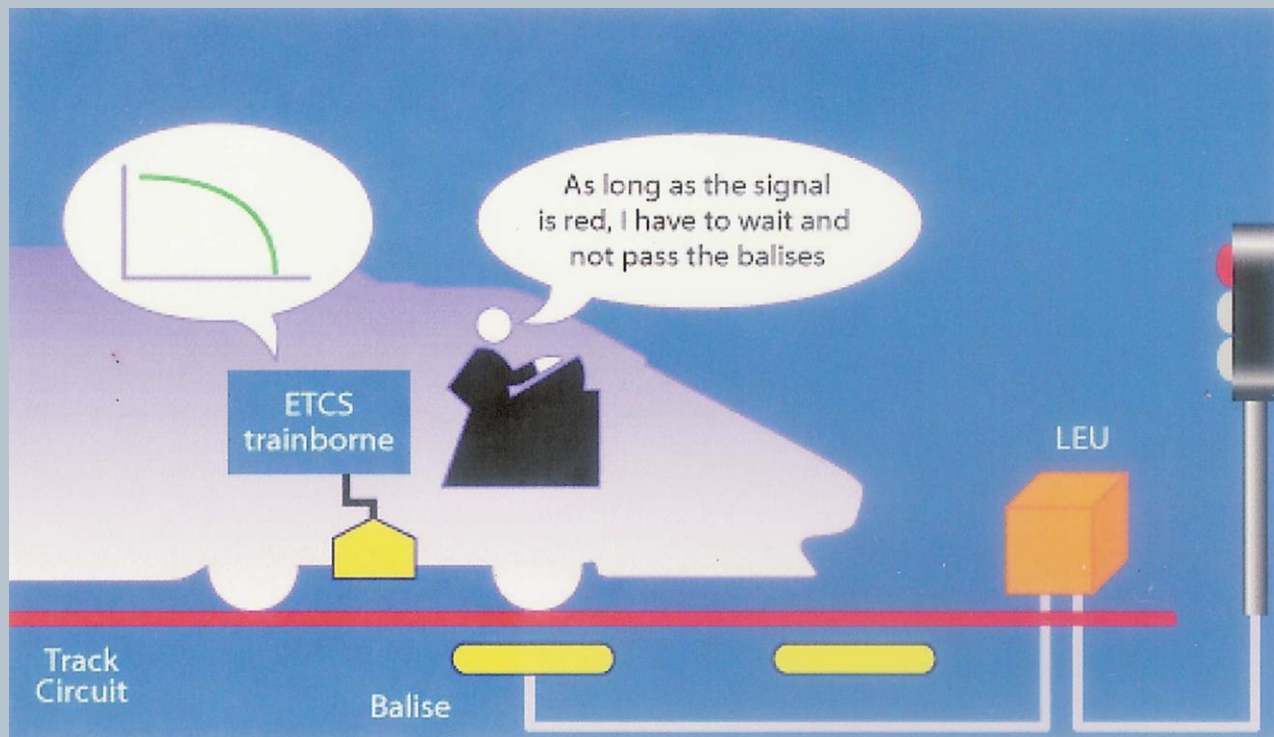 As long as the signal
is red, I have to wait and
not pass the balises
ETCS
trainborne
LEU
Track
Circuit
Balise